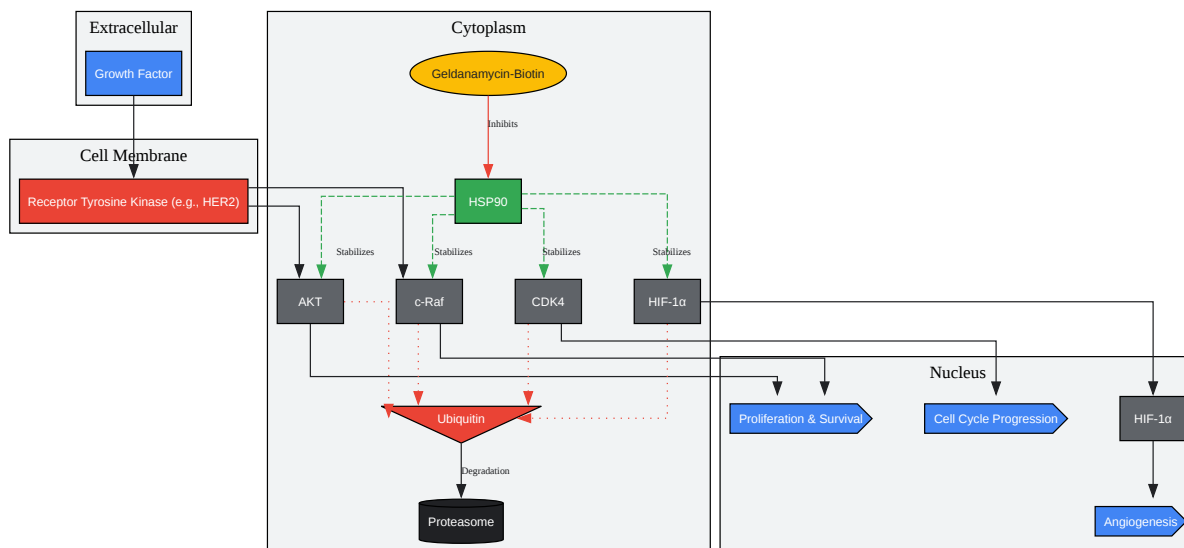 Extracellular
Growth Factor
Cell Membrane
Receptor Tyrosine Kinase (e.g., HER2)
Cytoplasm
Geldanamycin-Biotin
Inhibits
HSP90
Stabilizes
Stabilizes
Stabilizes
Stabilizes
AKT
c-Raf
CDK4
HIF-1α
Ubiquitin
Degradation
Proteasome
Nucleus
Proliferation & Survival
Cell Cycle Progression
HIF-1α
Angiogenesis